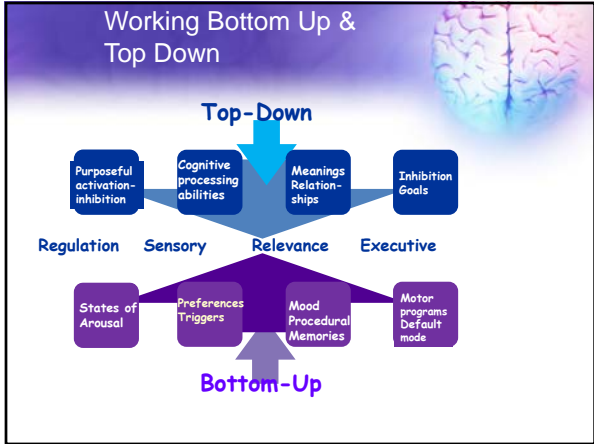 Working Bottom Up &
Top Down
Top-Down
Purposeful
activation-
inhibition
Cognitive
processing
abilities
Meanings
Relation-
ships
Inhibition
Goals
Regulation Sensory Relevance Executive
States of
Arousal
Preferences
Triggers
Mood
Procedural
Memories
Motor
programs
Default
mode
Bottom-Up